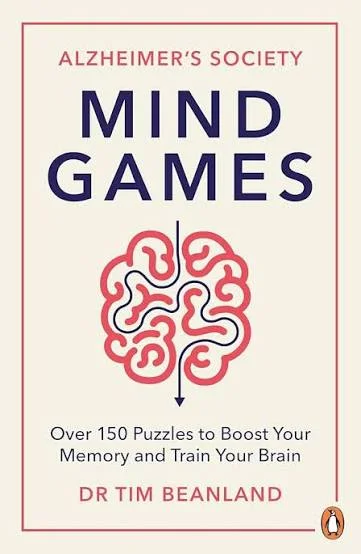 ALZHEIMER'S SOCIETY
MIND
GAMES
Over 150 Puzzles to Boost Your
Memory and Train Your Brain
DR TIM BEANLAND